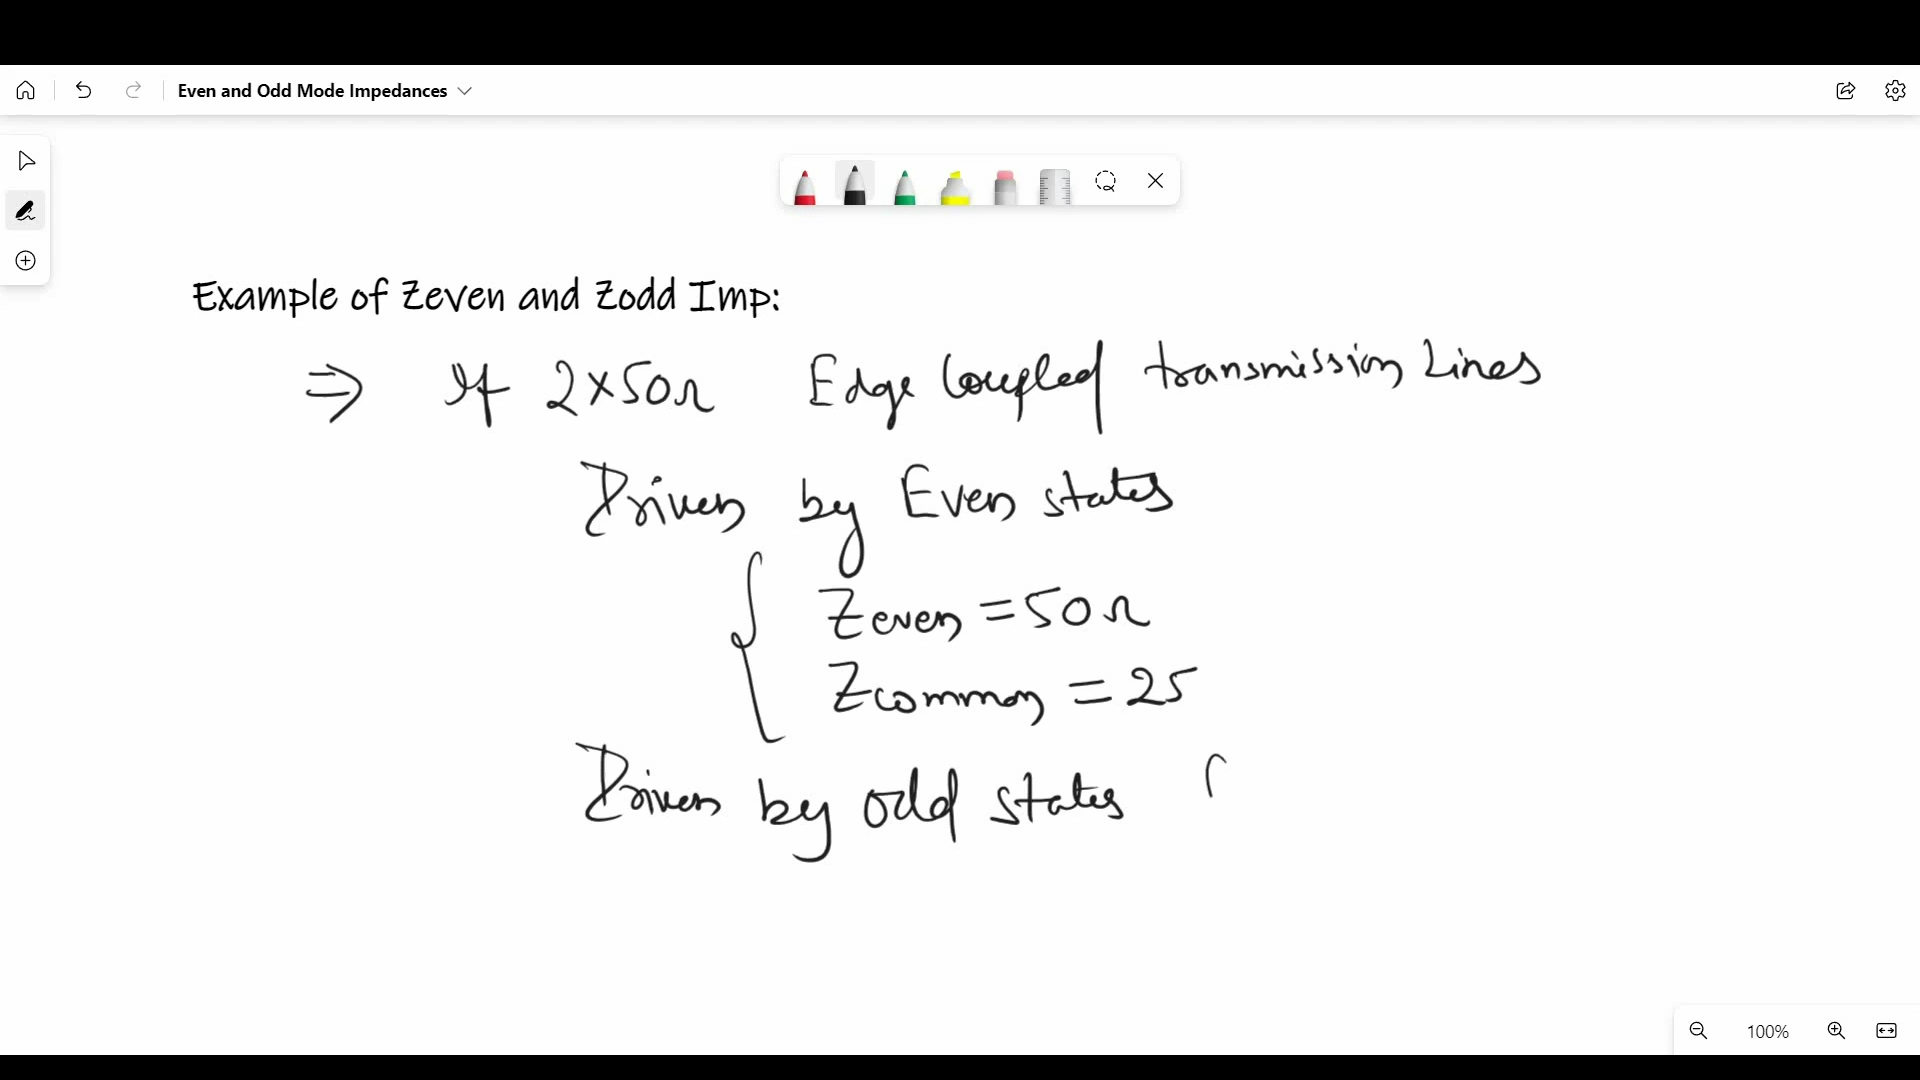 Even and Odd Mode Impedances
Example of Zeven and Zodd Imp:
⇒ If 2×50Ω Edge Coupled transmission Lines
Driven by Even states
Zeven = 50Ω
Zcommon = 25
Driven by odd states (
100%